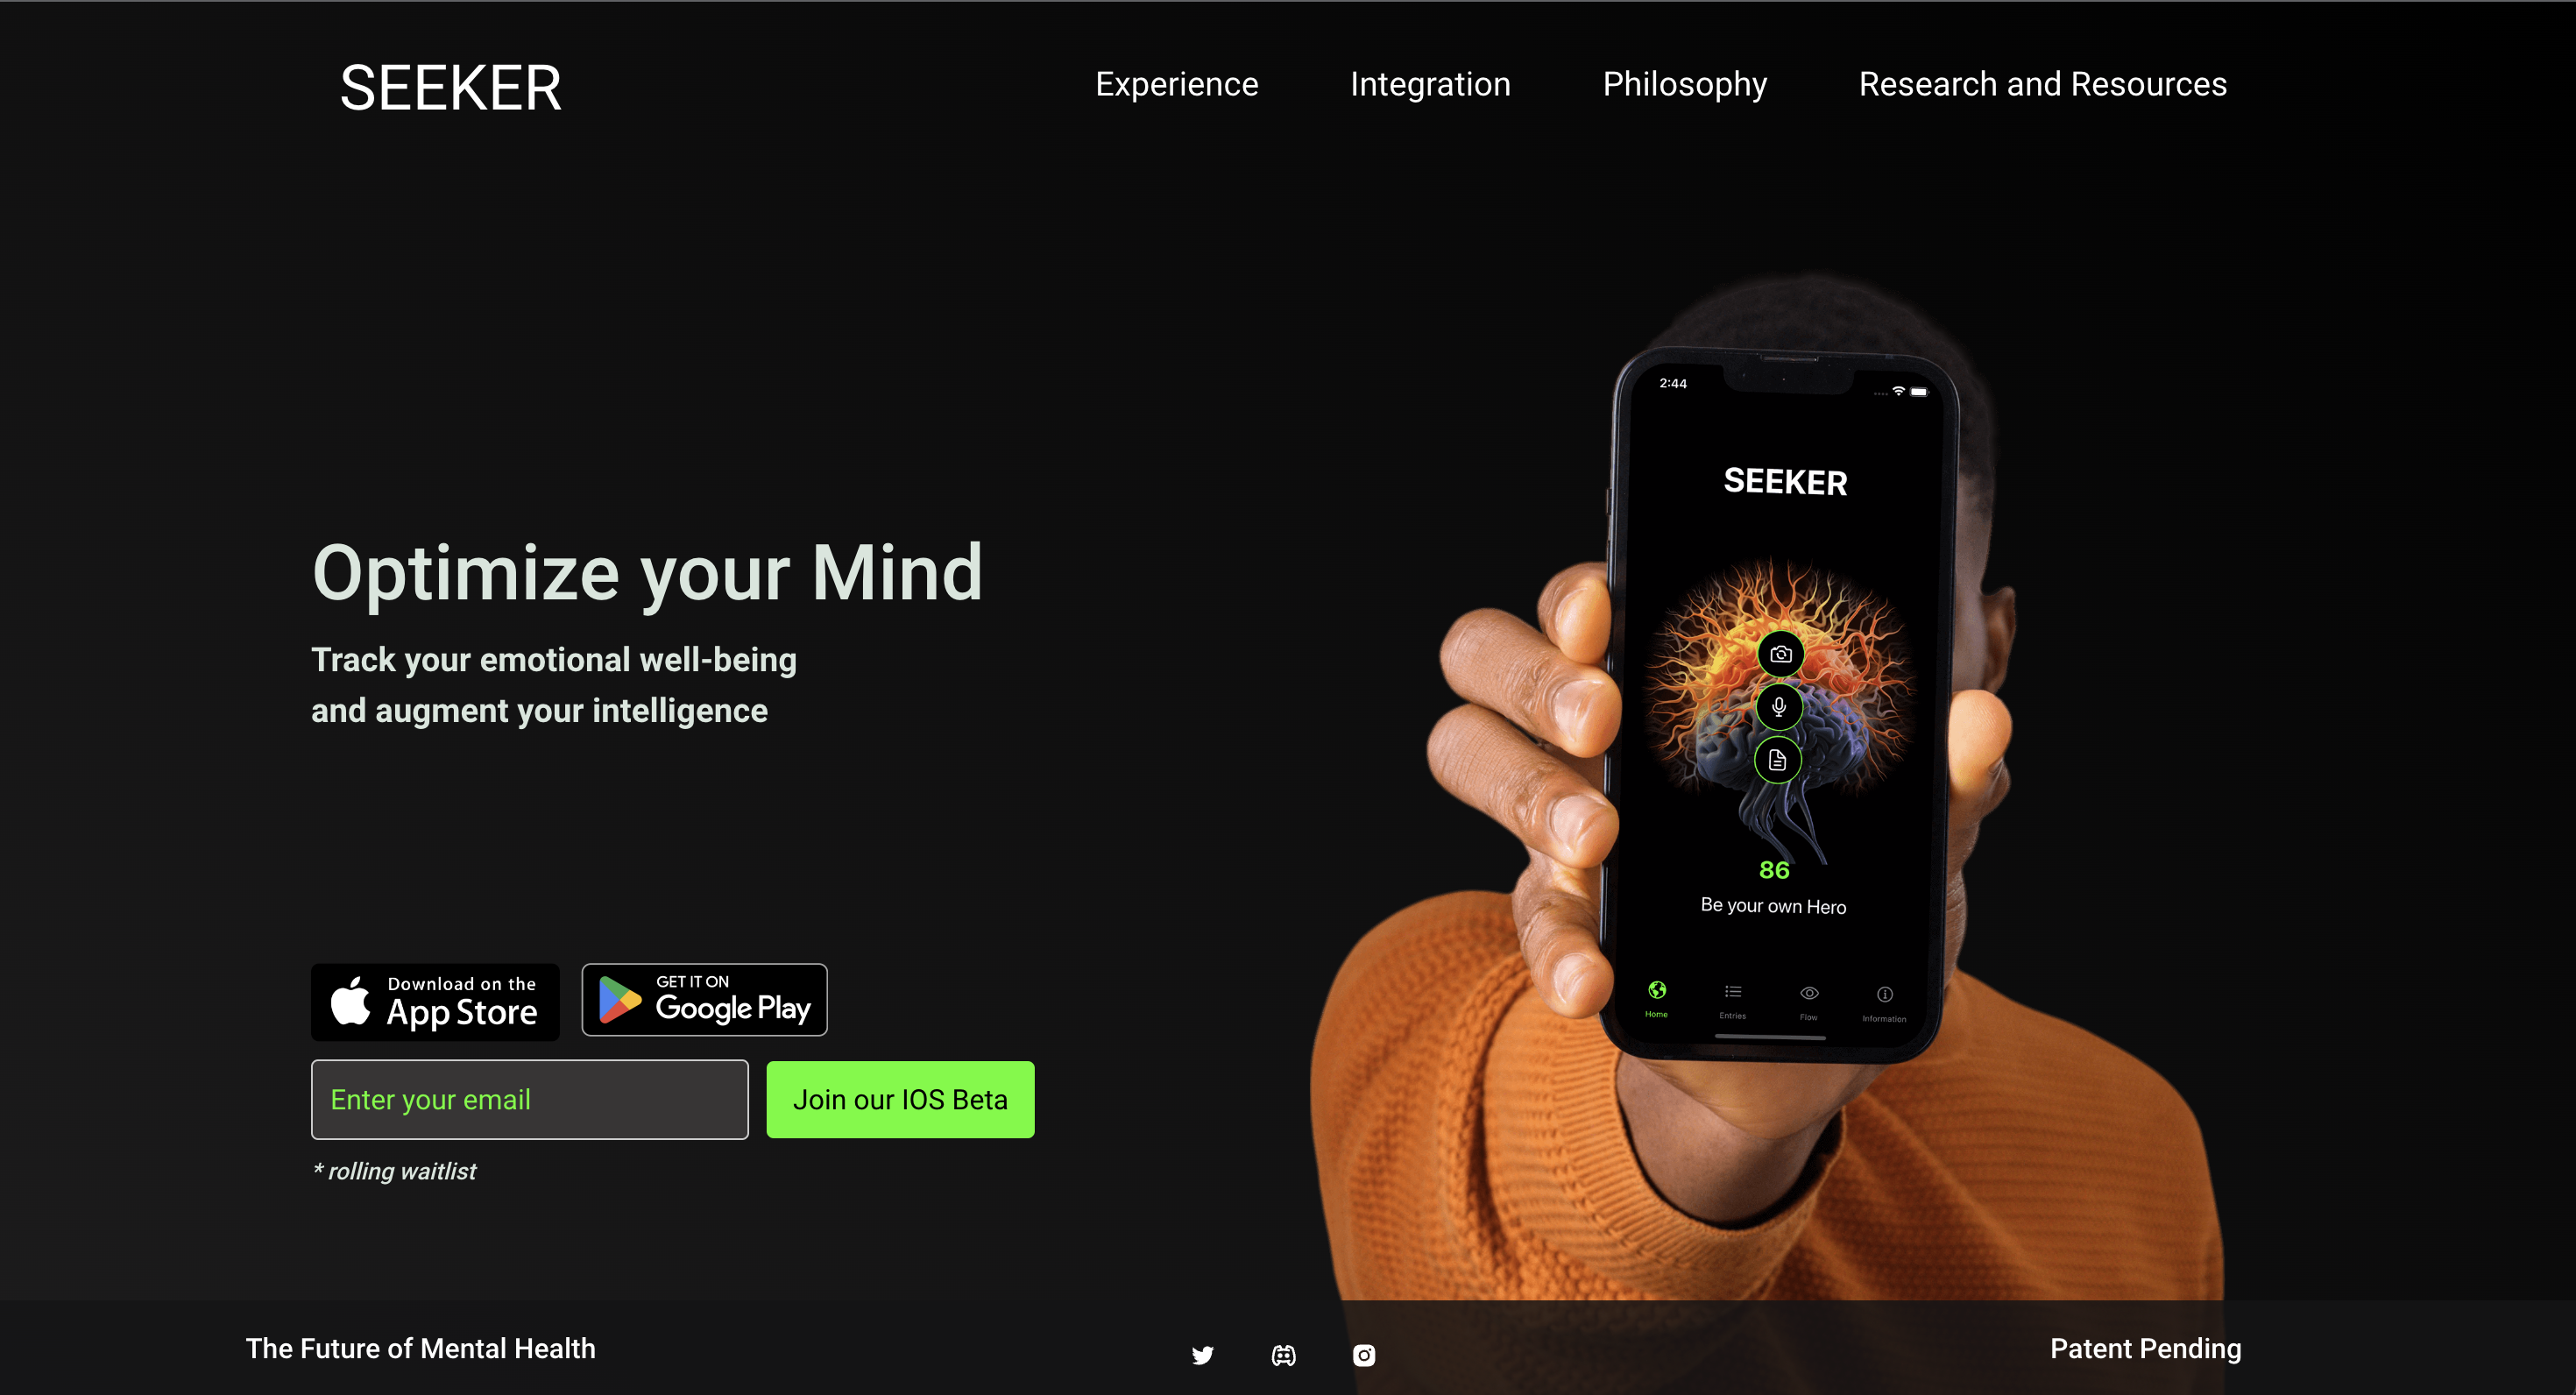 SEEKER
Experience
Integration
Philosophy
Research and Resources
2:44
SEEKER
86
Be your own Hero
Home
Entries
Flow
Information
Optimize your Mind
Track your emotional well-being
and augment your intelligence
Download on the
App Store
GET IT ON
Google Play
Enter your email
Join our IOS Beta
* rolling waitlist
The Future of Mental Health
Patent Pending